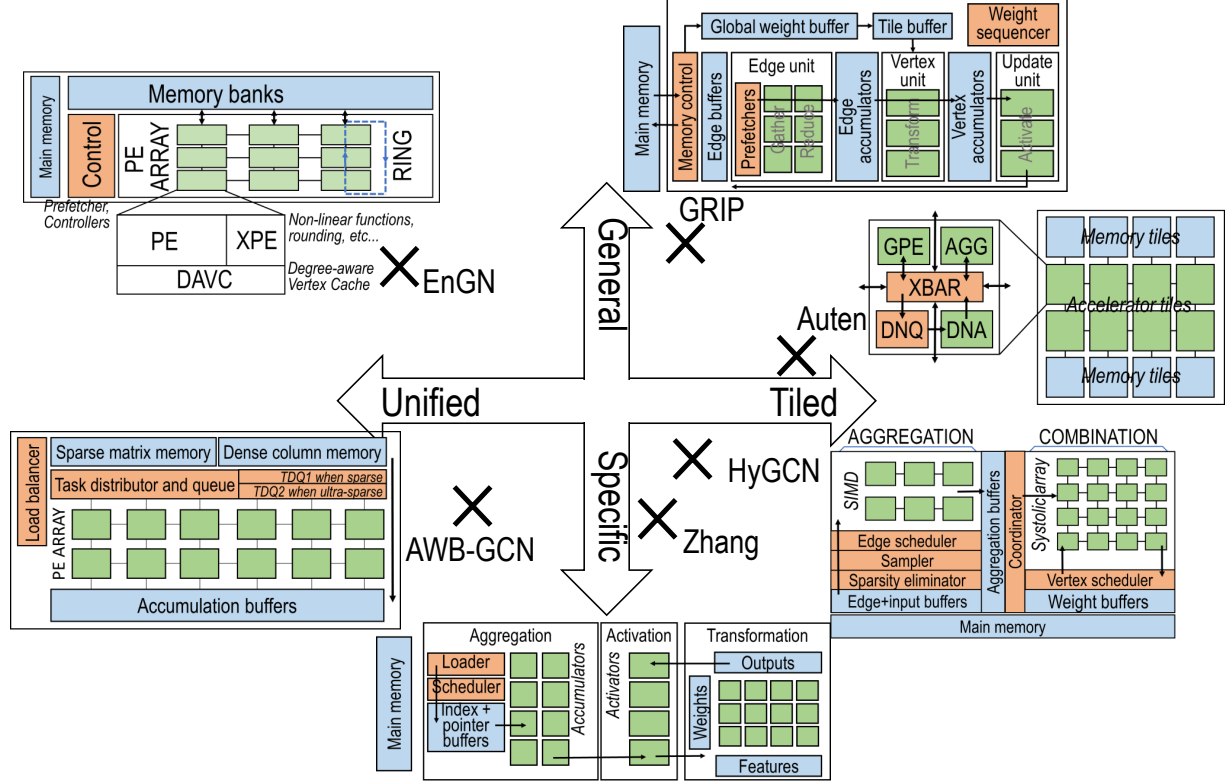 Main memory
Memory banks
Control
PE
ARRAY
RING
Prefetcher,
Controllers
PE
XPE
DAVC
Non-linear functions,
rounding, etc...
Degree-aware
Vertex Cache
EnGN
Main memory
Memory control
Global weight buffer
Tile buffer
Weight
sequencer
Edge buffers
Edge unit
Prefetchers
Gather
Reduce
Edge
accumulators
Vertex
unit
Transform
Vertex
accumulators
Update
unit
Activate
GRIP
General
Unified
Tiled
Specific
Auten
GPE
AGG
XBAR
DNQ
DNA
Memory tiles
Accelerator tiles
Memory tiles
Load balancer
Sparse matrix memory
Dense column memory
Task distributor and queue
TDQ1 when sparse
TDQ2 when ultra-sparse
PE ARRAY
Accumulation buffers
AWB-GCN
HyGCN
Zhang
AGGREGATION
COMBINATION
SIMD
Edge scheduler
Sampler
Sparsity eliminator
Edge+input buffers
Aggregation buffers
Coordinator
Systolic array
Vertex scheduler
Weight buffers
Main memory
Main memory
Aggregation
Loader
Scheduler
Index +
pointer
buffers
Accumulators
Activation
Activators
Transformation
Outputs
Weights
Features